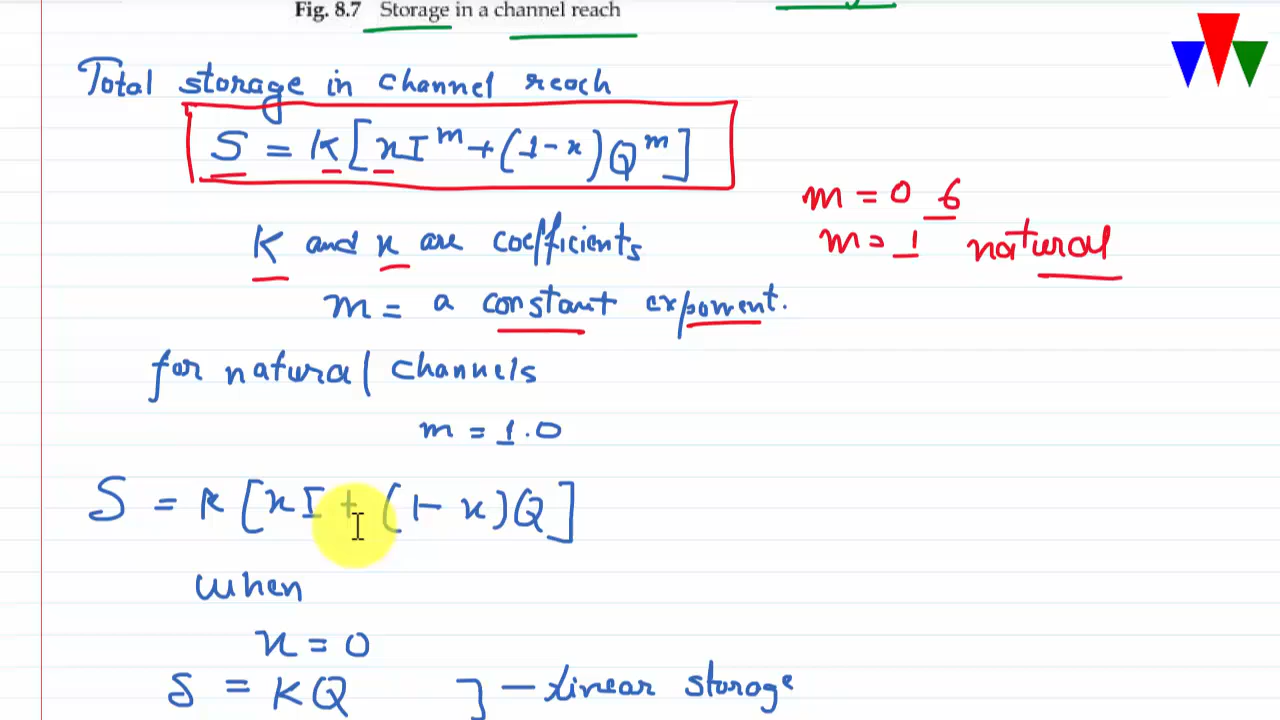 Fig. 8.7 Storage in a channel reach
Total storage in channel reach
S = K[xI^m + (1-x)Q^m]
m = 0 6
K and x are coefficients
m = 1 natural
m = a constant exponent.
for natural channels
m = 1.0
S = K[xI + (1-x)Q]
when
x = 0
S = KQ ] - Linear storage